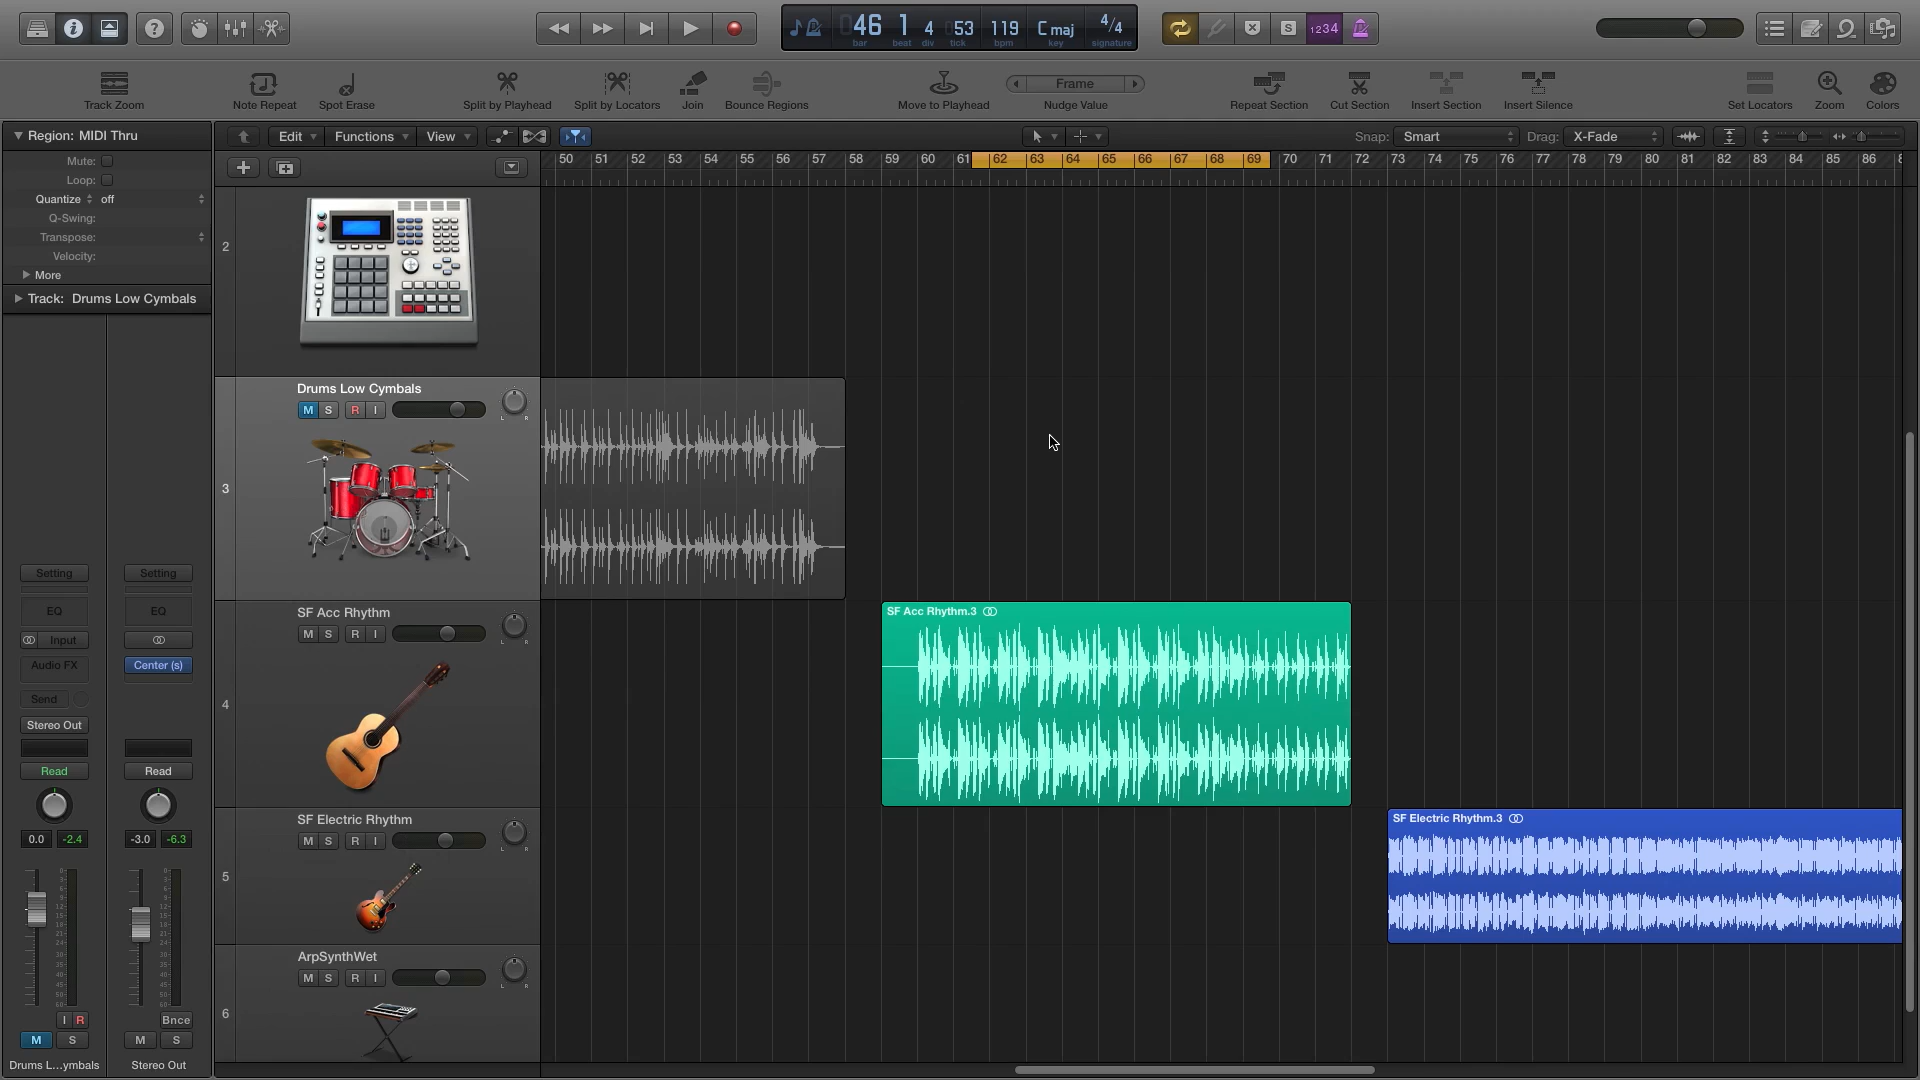 46 1 4 53 119 C maj 4/4
bar beat div tick bpm key signature
S 1234
Track Zoom Note Repeat Spot Erase Split by Playhead Split by Locators Join Bounce Regions Move to Playhead Frame Nudge Value Repeat Section Cut Section Insert Section Insert Silence Set Locators Zoom Colors
Region: MIDI Thru
Edit Functions View Snap: Smart Drag: X-Fade
50 51 52 53 54 55 56 57 58 59 60 61 62 63 64 65 66 67 68 69 70 71 72 73 74 75 76 77 78 79 80 81 82 83 84 85 86
Mute:
Loop:
Quantize off
Q-Swing:
Transpose:
Velocity:
More
Track: Drums Low Cymbals
2
Drums Low Cymbals
M S R I
L R
3
SF Acc Rhythm
M S R I
L R
4
SF Acc Rhythm.3
SF Electric Rhythm
M S R I
L R
5
SF Electric Rhythm.3
ArpSynthWet
M S R I
L R
6
Setting Setting
EQ EQ
Input
Audio FX Center (s)
Send
Stereo Out
Read Read
0.0 -2.4 -3.0 -6.3
I R Bnce
M S M S
Drums L...ymbals Stereo Out